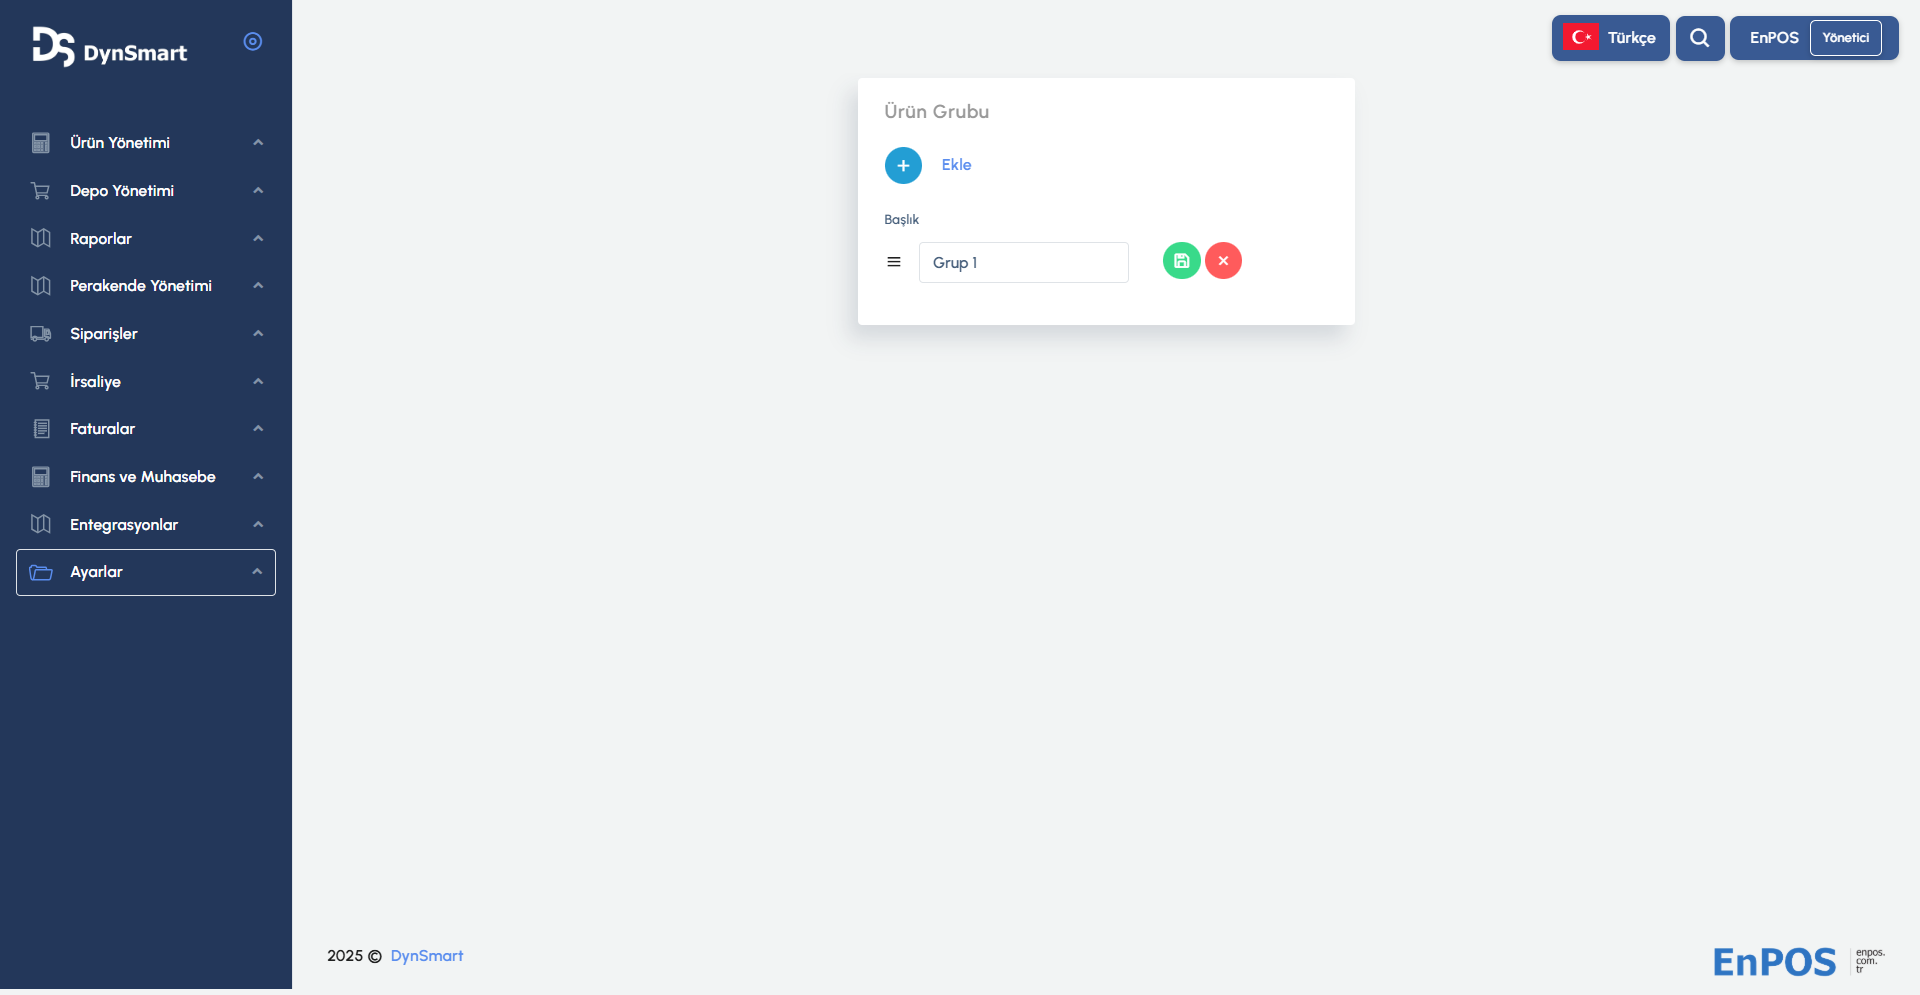 DS DynSmart
Türkçe
EnPOS Yönetici
Ürün Yönetimi
Depo Yönetimi
Raporlar
Perakende Yönetimi
Siparişler
İrsaliye
Faturalar
Finans ve Muhasebe
Entegrasyonlar
Ayarlar
Ürün Grubu
Ekle
Başlık
Grup 1
2025 © DynSmart
EnPOS
enpos.
com.
tr